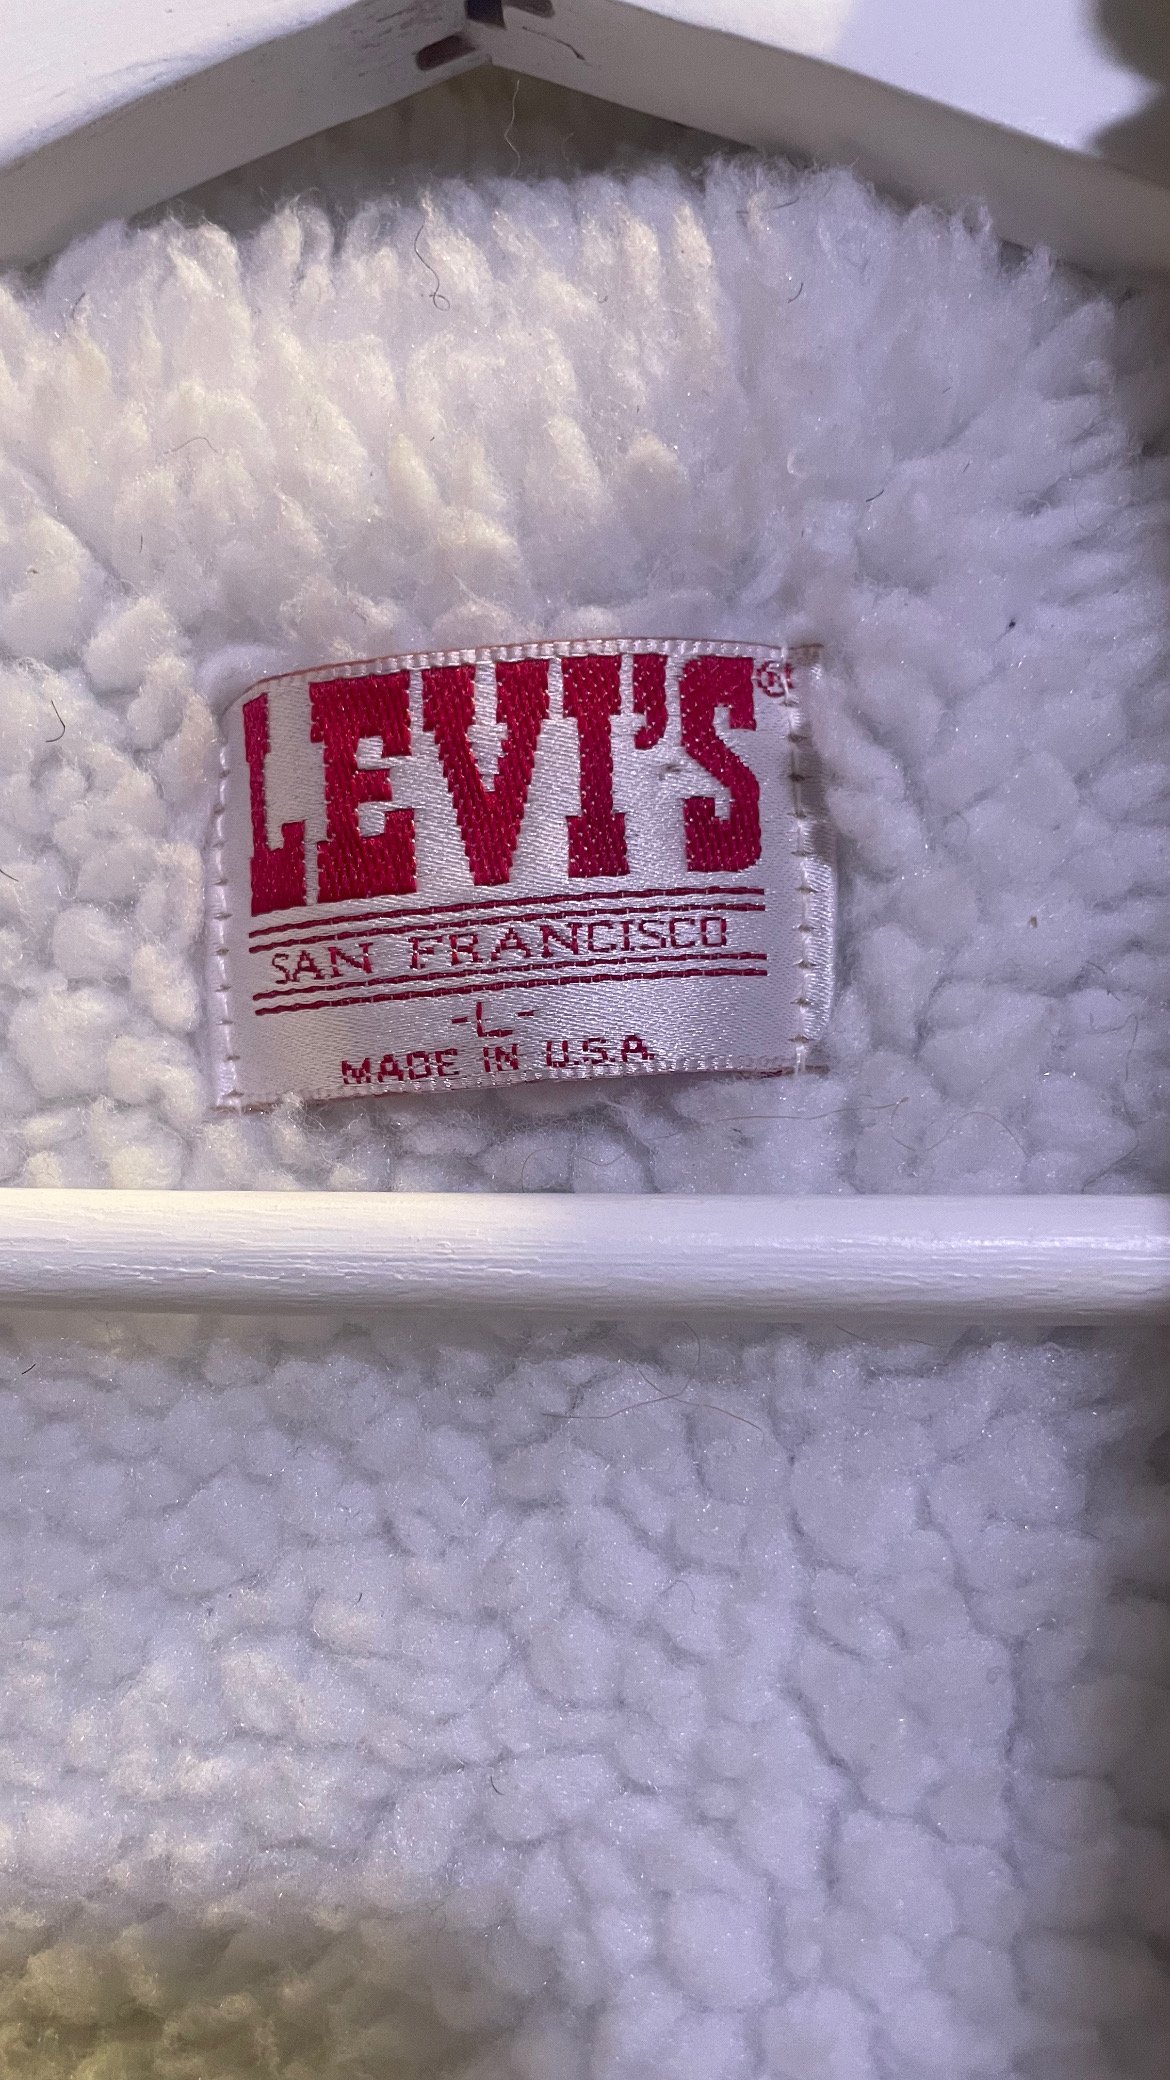 LEVI'S®
SAN FRANCISCO
-L-
MADE IN U.S.A.